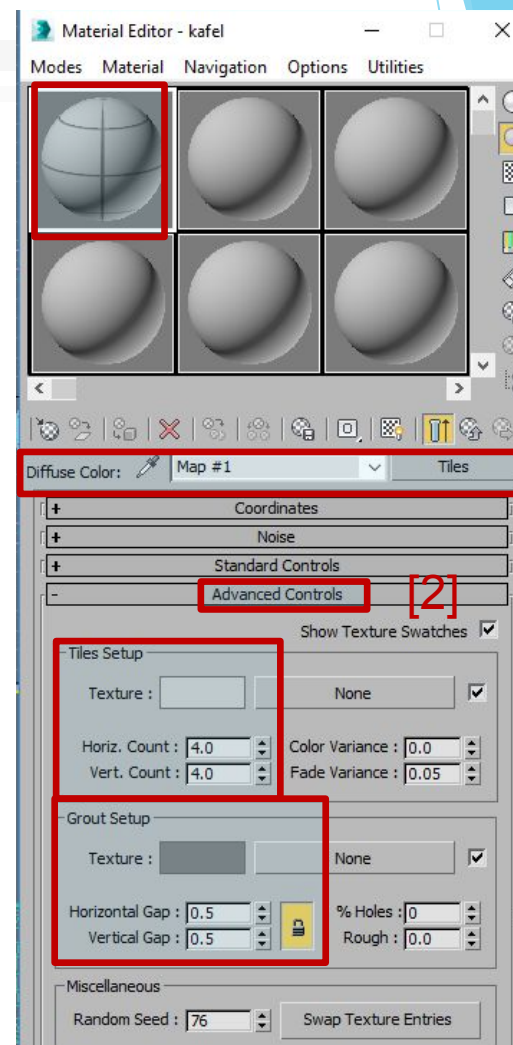 Material Editor - kafel
Modes Material Navigation Options Utilities
Diffuse Color: Map #1 Tiles
+ Coordinates
+ Noise
+ Standard Controls
- Advanced Controls [2]
Show Texture Swatches
Tiles Setup
Texture : None
Horiz. Count : 4.0 Color Variance : 0.0
Vert. Count : 4.0 Fade Variance : 0.05
Grout Setup
Texture : None
Horizontal Gap : 0.5 % Holes : 0
Vertical Gap : 0.5 Rough : 0.0
Miscellaneous
Random Seed : 76 Swap Texture Entries